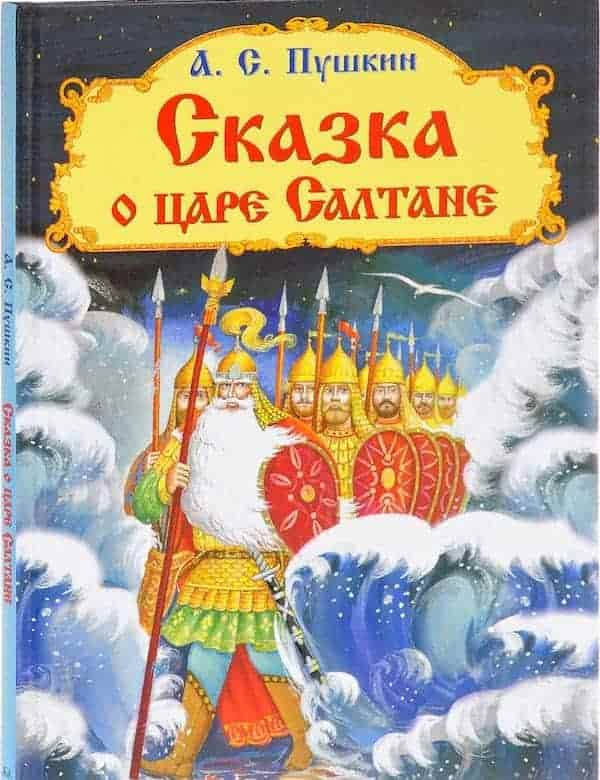 А. С. Пушкин
Сказка
о царе Салтане
А. С. Пушкин Сказка о царе Салтане